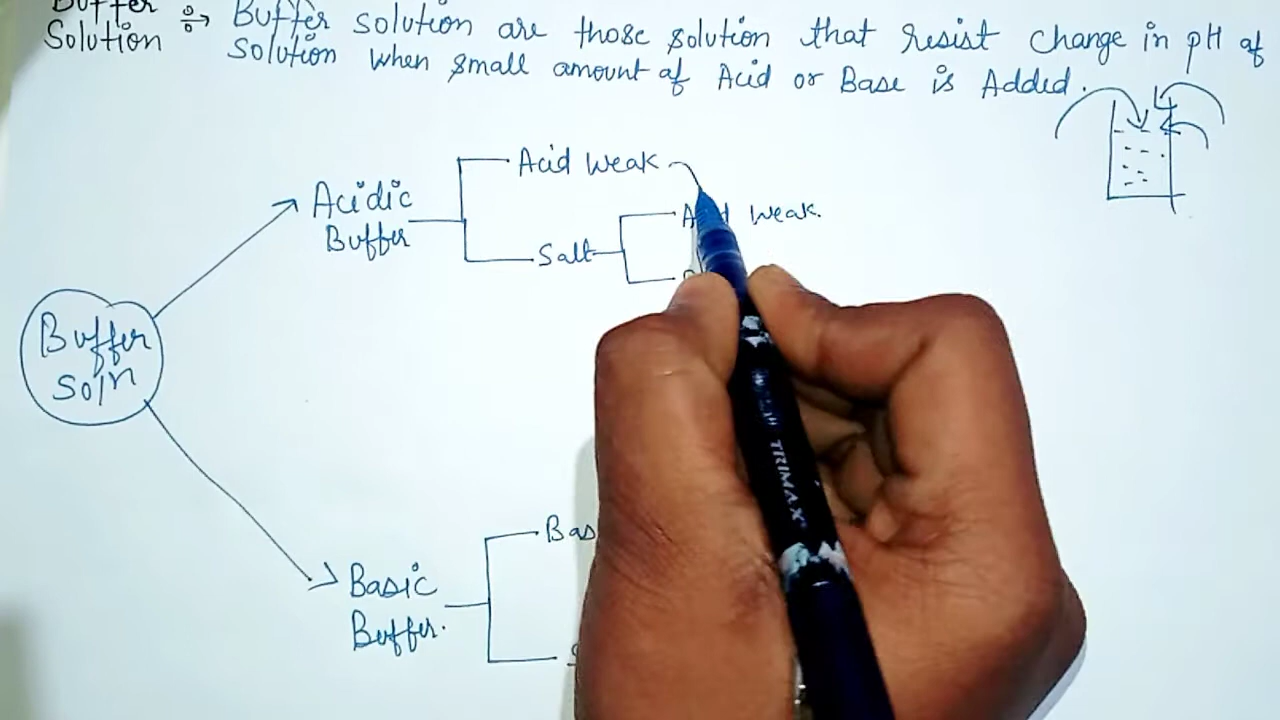 Buffer Solution ÷> Buffer solution are those solution that resist change in pH of
solution when small amount of Acid or Base is Added.
Acid Weak
Acidic Buffer
Weak.
Salt
Buffer
soln
Basic
Buffer.
TRIMAX